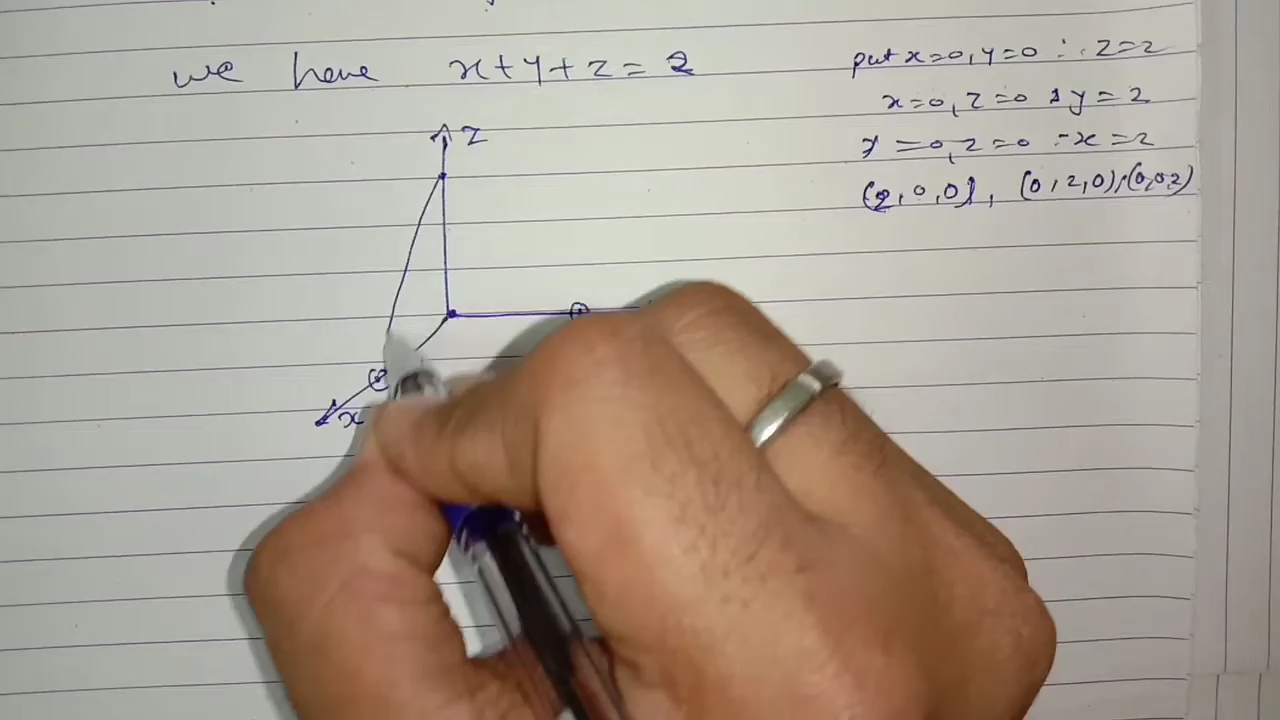 we have x+y+z=2
put x=0, y=0 ∴ z=2
x=0, z=0 y=2
=0, z=0 x=2
(2,0,0), (0,2,0), (0,0,2)
z
x